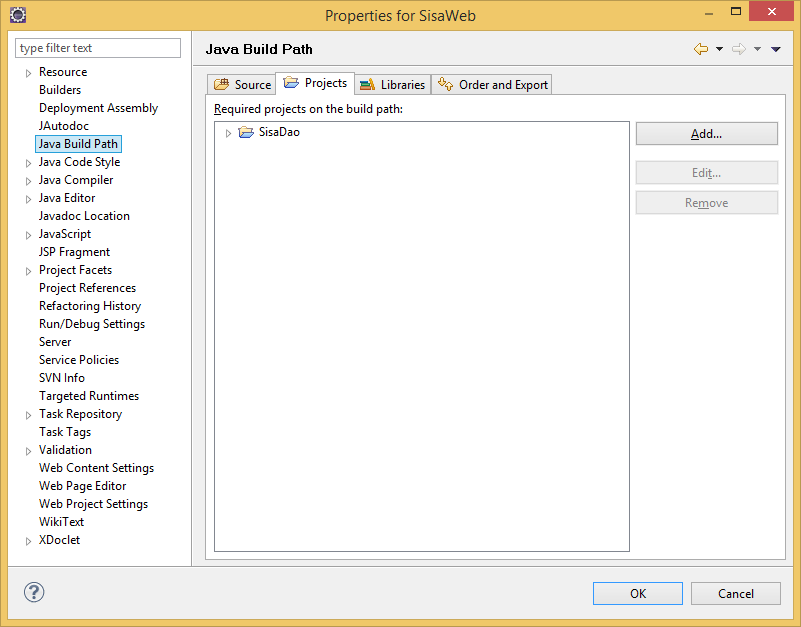 Properties for SisaWeb
type filter text
Resource
Builders
Deployment Assembly
JAutodoc
Java Build Path
Java Code Style
Java Compiler
Java Editor
Javadoc Location
JavaScript
JSP Fragment
Project Facets
Project References
Refactoring History
Run/Debug Settings
Server
Service Policies
SVN Info
Targeted Runtimes
Task Repository
Task Tags
Validation
Web Content Settings
Web Page Editor
Web Project Settings
WikiText
XDoclet
Java Build Path
Source Projects Libraries Order and Export
Required projects on the build path:
SisaDao
Add...
Edit...
Remove
OK Cancel